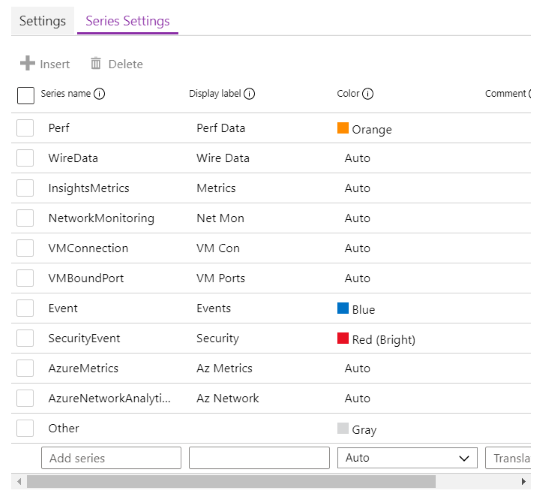 Settings Series Settings
Insert Delete
Series name Display label Color Comment
Perf Perf Data Orange
WireData Wire Data Auto
InsightsMetrics Metrics Auto
NetworkMonitoring Net Mon Auto
VMConnection VM Con Auto
VMBoundPort VM Ports Auto
Event Events Blue
SecurityEvent Security Red (Bright)
AzureMetrics Az Metrics Auto
AzureNetworkAnalyti... Az Network Auto
Other Gray
Add series Auto Transla